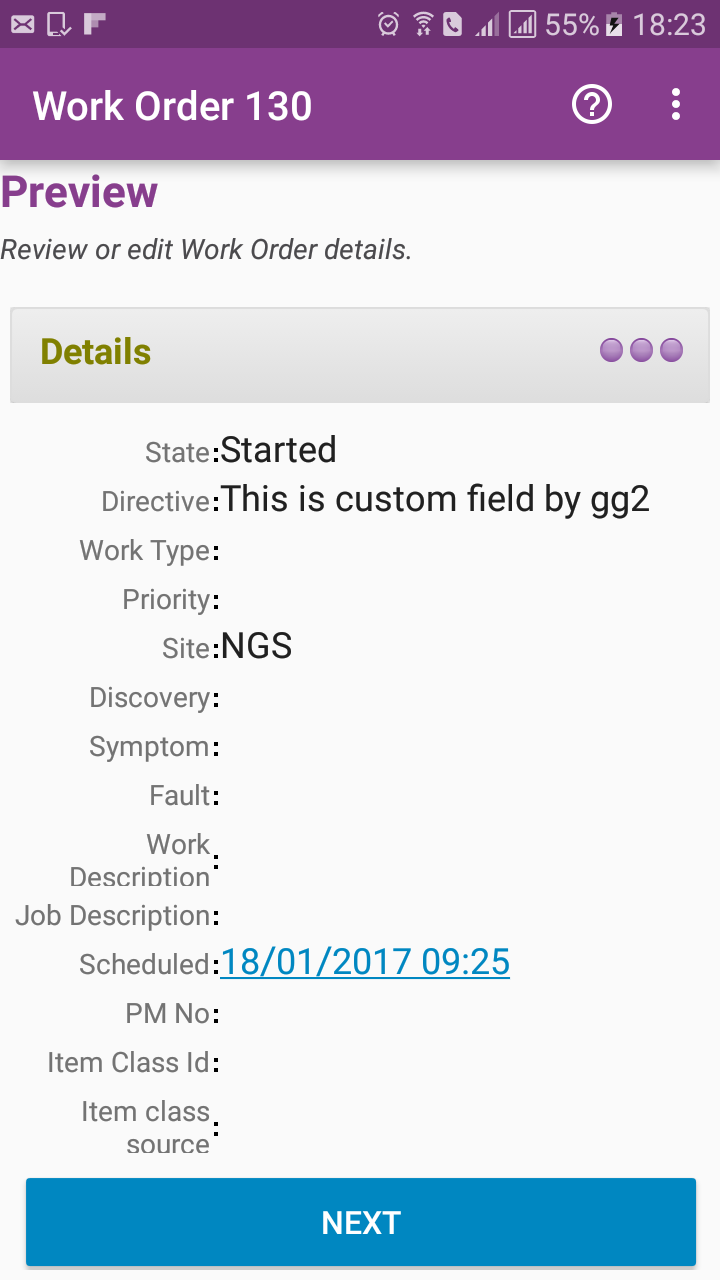 55% 18:23
Work Order 130
Preview
Review or edit Work Order details.
Details
State:Started
Directive:This is custom field by gg2
Work Type:
Priority:
Site:NGS
Discovery:
Symptom:
Fault:
Work
Description:
Job Description:
Scheduled:18/01/2017 09:25
PM No:
Item Class Id:
Item class
source:
NEXT